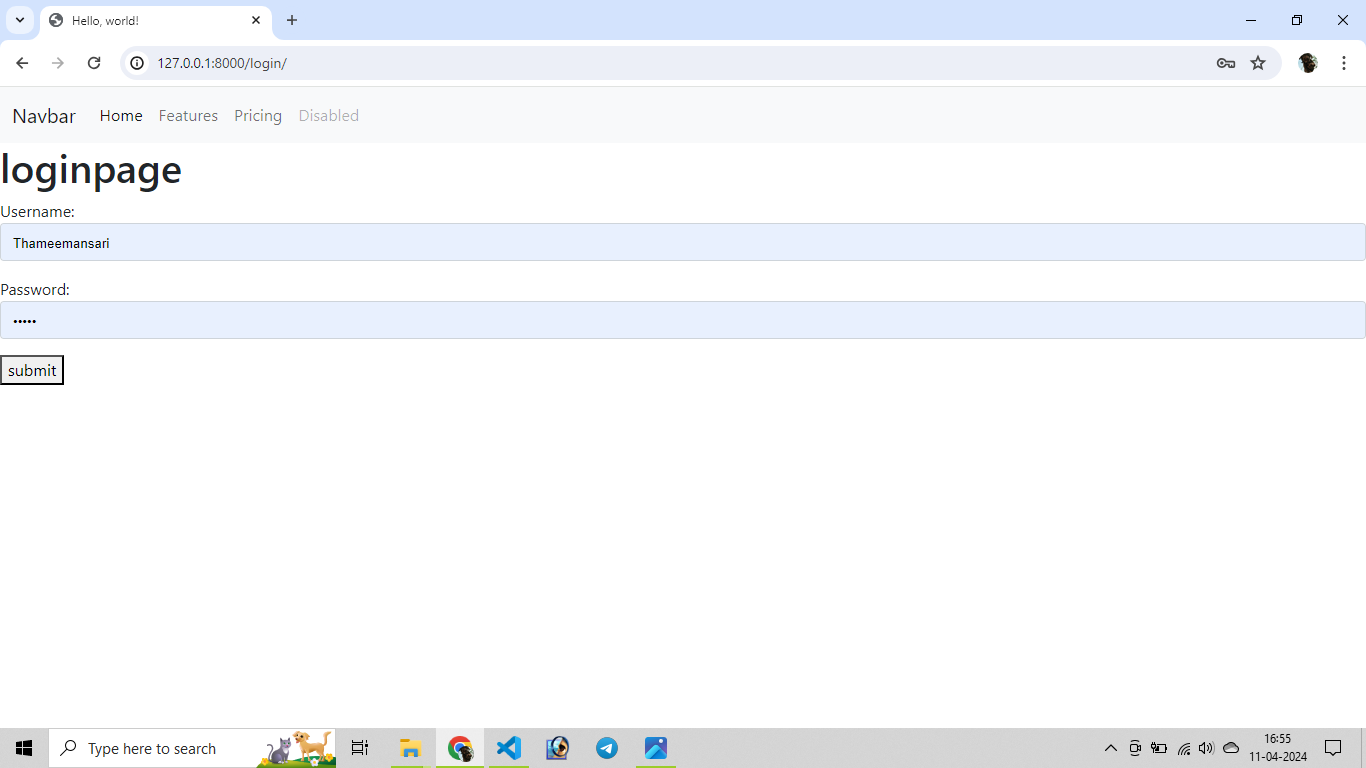 Hello, world!
127.0.0.1:8000/login/
Navbar Home Features Pricing Disabled
loginpage
Username:
Thameemansari
Password:
•••••
submit
Type here to search
16:55
11-04-2024